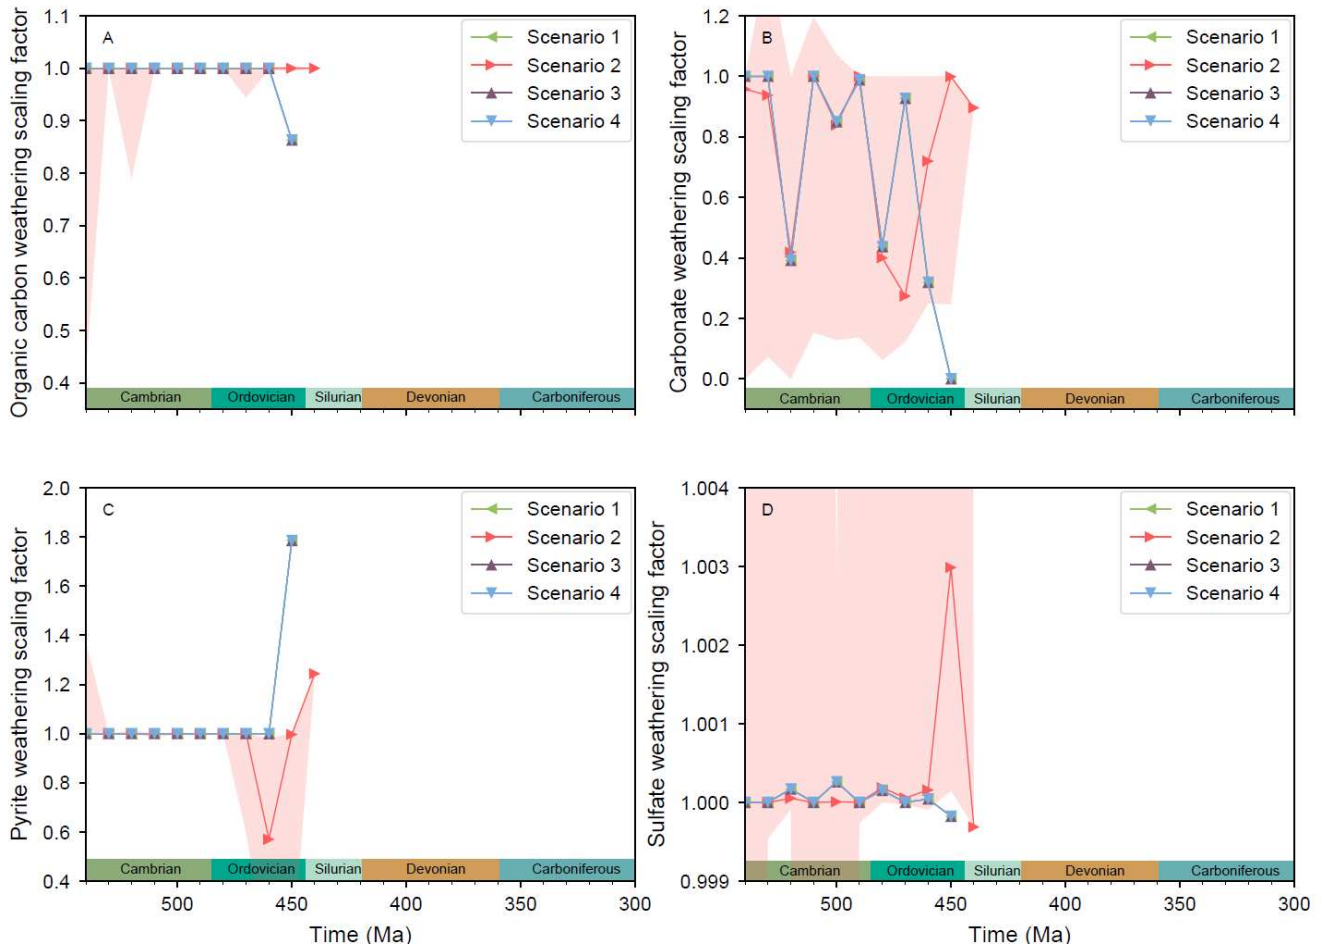 A
Organic carbon weathering scaling factor
1.1
1.0
0.9
0.8
0.7
0.6
0.5
0.4
Scenario 1
Scenario 2
Scenario 3
Scenario 4
Cambrian
Ordovician
Silurian
Devonian
Carboniferous
B
Carbonate weathering scaling factor
1.2
1.0
0.8
0.6
0.4
0.2
0.0
Scenario 1
Scenario 2
Scenario 3
Scenario 4
Cambrian
Ordovician
Silurian
Devonian
Carboniferous
500
450
400
350
300
C
Pyrite weathering scaling factor
2.0
1.8
1.6
1.4
1.2
1.0
0.8
0.6
0.4
Scenario 1
Scenario 2
Scenario 3
Scenario 4
Cambrian
Ordovician
Silurian
Devonian
Carboniferous
500
450
400
350
300
Time (Ma)
D
Sulfate weathering scaling factor
1.004
1.003
1.002
1.001
1.000
0.999
Scenario 1
Scenario 2
Scenario 3
Scenario 4
Cambrian
Ordovician
Silurian
Devonian
Carboniferous
500
450
400
350
300
Time (Ma)